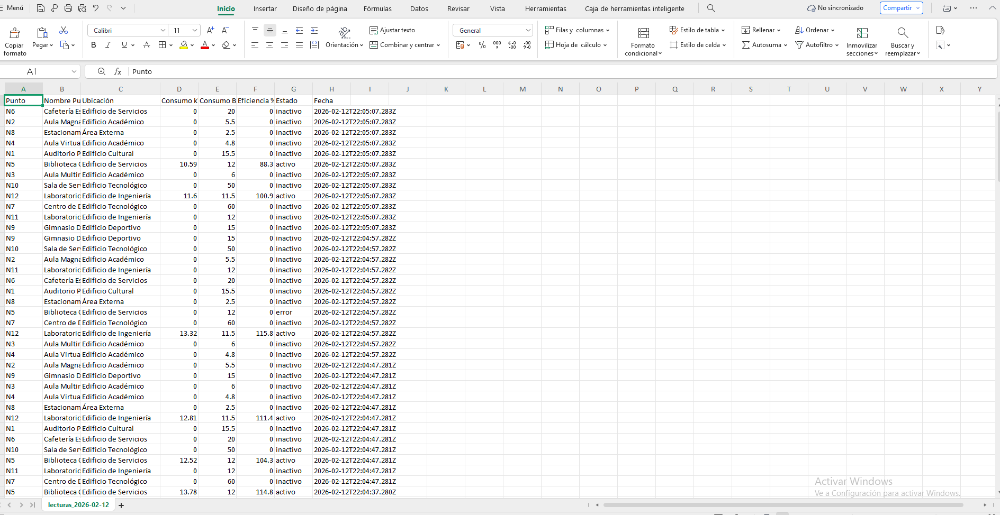 Menú Inicio Insertar Diseño de página Fórmulas Datos Revisar Vista Herramientas Caja de herramientas inteligente No sincronizado Compartir
Calibri 11 A+ A- Ajustar texto General Filas y columnas Estilo de tabla Rellenar Ordenar
Copiar formato Pegar B I U A A Orientación Combinar y centrar % Hoja de cálculo Formato condicional Estilo de celda Autosuma Autofiltro Inmovilizar secciones Buscar y reemplazar
A1 fx Punto
A B C D E F G H I J K L M N O P Q R S T U V W X Y
Punto Nombre Pu Ubicación Consumo k Consumo B Eficiencia % Estado Fecha
N6 Cafetería Es Edificio de Servicios 0 20 0 inactivo 2026-02-12T22:05:07.283Z
N2 Aula Magna Edificio Académico 0 5.5 0 inactivo 2026-02-12T22:05:07.283Z
N8 Estacionam Área Externa 0 2.5 0 inactivo 2026-02-12T22:05:07.283Z
N4 Aula Virtua Edificio Académico 0 4.8 0 inactivo 2026-02-12T22:05:07.283Z
N1 Auditorio P Edificio Cultural 0 15.5 0 inactivo 2026-02-12T22:05:07.283Z
N5 Biblioteca Edificio de Servicios 10.59 12 88.3 activo 2026-02-12T22:05:07.283Z
N3 Aula Multi Edificio Académico 0 6 0 inactivo 2026-02-12T22:05:07.283Z
N10 Sala de Ser Edificio Tecnológico 0 50 0 inactivo 2026-02-12T22:05:07.283Z
N12 Laboratorio Edificio de Ingeniería 11.6 11.5 100.9 activo 2026-02-12T22:05:07.283Z
N7 Centro de Edificio Tecnológico 0 60 0 inactivo 2026-02-12T22:05:07.283Z
N11 Laboratorio Edificio de Ingeniería 0 12 0 inactivo 2026-02-12T22:05:07.283Z
N9 Gimnasio D Edificio Deportivo 0 15 0 inactivo 2026-02-12T22:05:07.283Z
N9 Gimnasio D Edificio Deportivo 0 15 0 inactivo 2026-02-12T22:04:57.282Z
N10 Sala de Ser Edificio Tecnológico 0 50 0 inactivo 2026-02-12T22:04:57.282Z
N2 Aula Magna Edificio Académico 0 5.5 0 inactivo 2026-02-12T22:04:57.282Z
N11 Laboratorio Edificio de Ingeniería 0 12 0 inactivo 2026-02-12T22:04:57.282Z
N6 Cafetería Es Edificio de Servicios 0 20 0 inactivo 2026-02-12T22:04:57.282Z
N1 Auditorio P Edificio Cultural 0 15.5 0 inactivo 2026-02-12T22:04:57.282Z
N8 Estacionam Área Externa 0 2.5 0 inactivo 2026-02-12T22:04:57.282Z
N5 Biblioteca Edificio de Servicios 0 12 0 error 2026-02-12T22:04:57.282Z
N7 Centro de Edificio Tecnológico 0 60 0 inactivo 2026-02-12T22:04:57.282Z
N12 Laboratorio Edificio de Ingeniería 13.32 11.5 115.8 activo 2026-02-12T22:04:57.282Z
N3 Aula Multi Edificio Académico 0 6 0 inactivo 2026-02-12T22:04:57.282Z
N4 Aula Virtua Edificio Académico 0 4.8 0 inactivo 2026-02-12T22:04:57.282Z
N2 Aula Magna Edificio Académico 0 5.5 0 inactivo 2026-02-12T22:04:47.281Z
N9 Gimnasio D Edificio Deportivo 0 15 0 inactivo 2026-02-12T22:04:47.281Z
N3 Aula Multi Edificio Académico 0 6 0 inactivo 2026-02-12T22:04:47.281Z
N4 Aula Virtua Edificio Académico 0 4.8 0 inactivo 2026-02-12T22:04:47.281Z
N8 Estacionam Área Externa 0 2.5 0 inactivo 2026-02-12T22:04:47.281Z
N12 Laboratorio Edificio de Ingeniería 12.81 11.5 111.4 activo 2026-02-12T22:04:47.281Z
N1 Auditorio P Edificio Cultural 0 15.5 0 inactivo 2026-02-12T22:04:47.281Z
N6 Cafetería Es Edificio de Servicios 0 20 0 inactivo 2026-02-12T22:04:47.281Z
N10 Sala de Ser Edificio Tecnológico 0 50 0 inactivo 2026-02-12T22:04:47.281Z
N5 Biblioteca Edificio de Servicios 12.52 12 104.3 activo 2026-02-12T22:04:47.281Z
N11 Laboratorio Edificio de Ingeniería 0 12 0 inactivo 2026-02-12T22:04:47.281Z
N7 Centro de Edificio Tecnológico 0 60 0 inactivo 2026-02-12T22:04:47.281Z
N5 Biblioteca Edificio de Servicios 13.78 12 114.8 activo 2026-02-12T22:04:37.280Z
Activar Windows
Ve a Configuración para activar Windows.
lecturas_2026-02-12 +